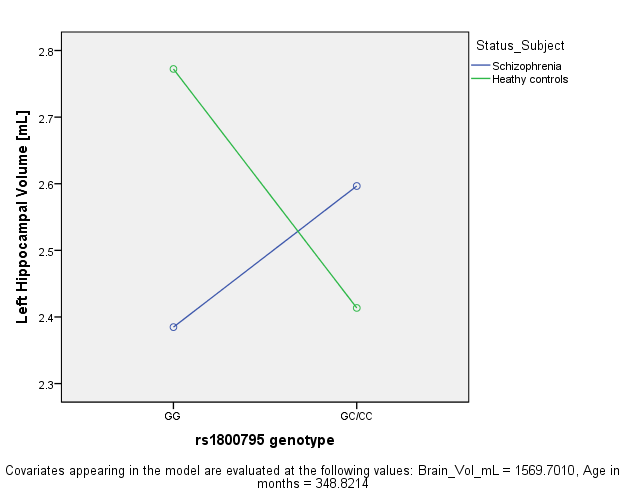 Status_Subject
Schizophrenia
Heathy controls
Left Hippocampal Volume [mL]
2.8
2.7
2.6
2.5
2.4
2.3
GG
GC/CC
rs1800795 genotype
Covariates appearing in the model are evaluated at the following values: Brain_Vol_mL = 1569.7010, Age in
months = 348.8214